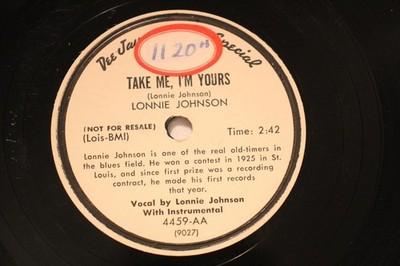 Dee Jay Special
1120A
TAKE ME, I'M YOURS
(Lonnie Johnson)
LONNIE JOHNSON
(NOT FOR RESALE)
(Lois-BMI)
Time: 2:42
Lonnie Johnson is one of the real old-timers in
the blues field. He won a contest in 1925 in St.
Louis, and since first prize was a recording
contract, he made his first records
that year.
Vocal by Lonnie Johnson
With Instrumental
4459-AA
(9027)